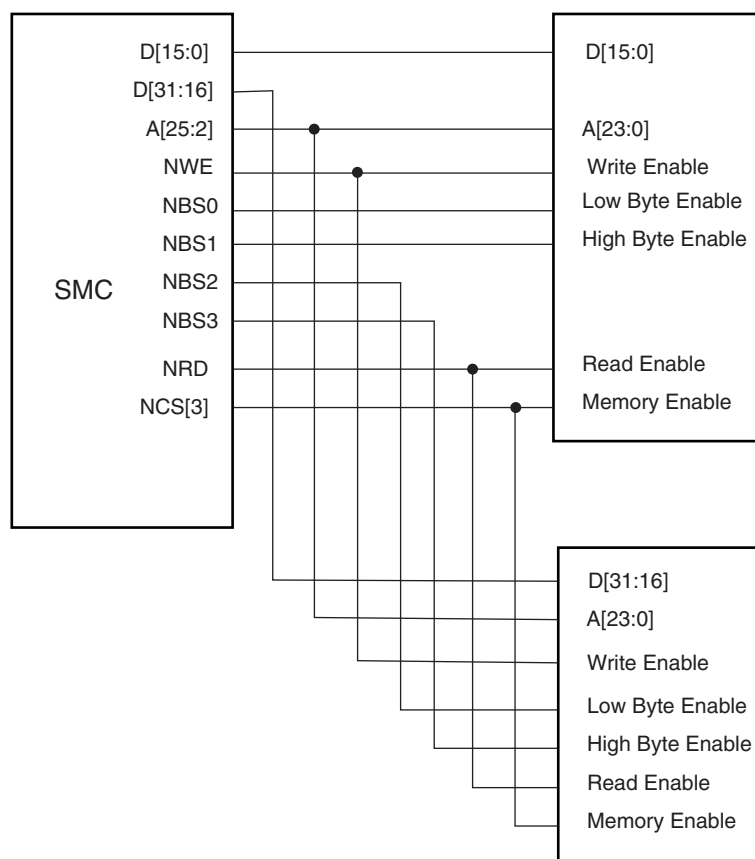 D[15:0] D[15:0]
D[31:16]
A[25:2] A[23:0]
NWE Write Enable
NBS0 Low Byte Enable
NBS1 High Byte Enable
NBS2
SMC
NBS3
NRD Read Enable
NCS[3] Memory Enable
D[31:16]
A[23:0]
Write Enable
Low Byte Enable
High Byte Enable
Read Enable
Memory Enable